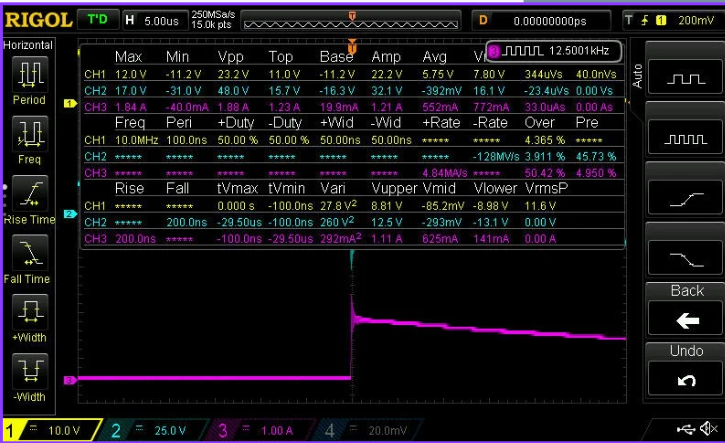 RIGOL T'D H 5.00us 250MSa/s 15.0k pts D 0.00000000ps T 1 200mV
Horizontal
Period
Freq
Rise Time
Fall Time
+Width
-Width
3 12.5001kHz
Max Min Vpp Top Base Amp Avg
CH1 12.0 V -11.2 V 23.2 V 11.0 V -11.2 V 22.2 V 5.75 V 7.80 V 344uVs 40.0nVs
CH2 17.0 V -31.0 V 48.0 V 15.7 V -16.3 V 32.1 V -392mV 16.1 V -23.4uVs 0.00 Vs
CH3 1.84 A -40.0mA 1.88 A 1.23 A 19.9mA 1.21 A 552mA 772mA 33.0uAs 0.00 As
Freq Peri +Duty -Duty +Wid -Wid +Rate -Rate Over Pre
CH1 10.0MHz 100.0ns 50.00 % 50.00 % 50.00ns 50.00ns ***** ***** 4.365 % *****
CH2 ***** ***** ***** ***** ***** ***** ***** -128MV/s 3.911 % 45.73 %
CH3 ***** ***** ***** ***** ***** ***** 4.84MA/s ***** 50.42 % 4.950 %
Rise Fall tVmax tVmin Vari Vupper Vmid Vlower VrmsP
CH1 ***** ***** 0.000 s -100.0ns 27.8 V² 8.81 V -85.2mV -8.98 V 11.6 V
CH2 ***** 200.0ns -29.50us -100.0ns 260 V² 12.5 V -293mV -13.1 V 0.00 V
CH3 200.0ns ***** -100.0ns -29.50us 292mA² 1.11 A 625mA 141mA 0.00 A
1
2
3
Auto
Back
Undo
1 = 10.0 V 2 = 25.0 V 3 = 1.00 A 4 = 20.0mV